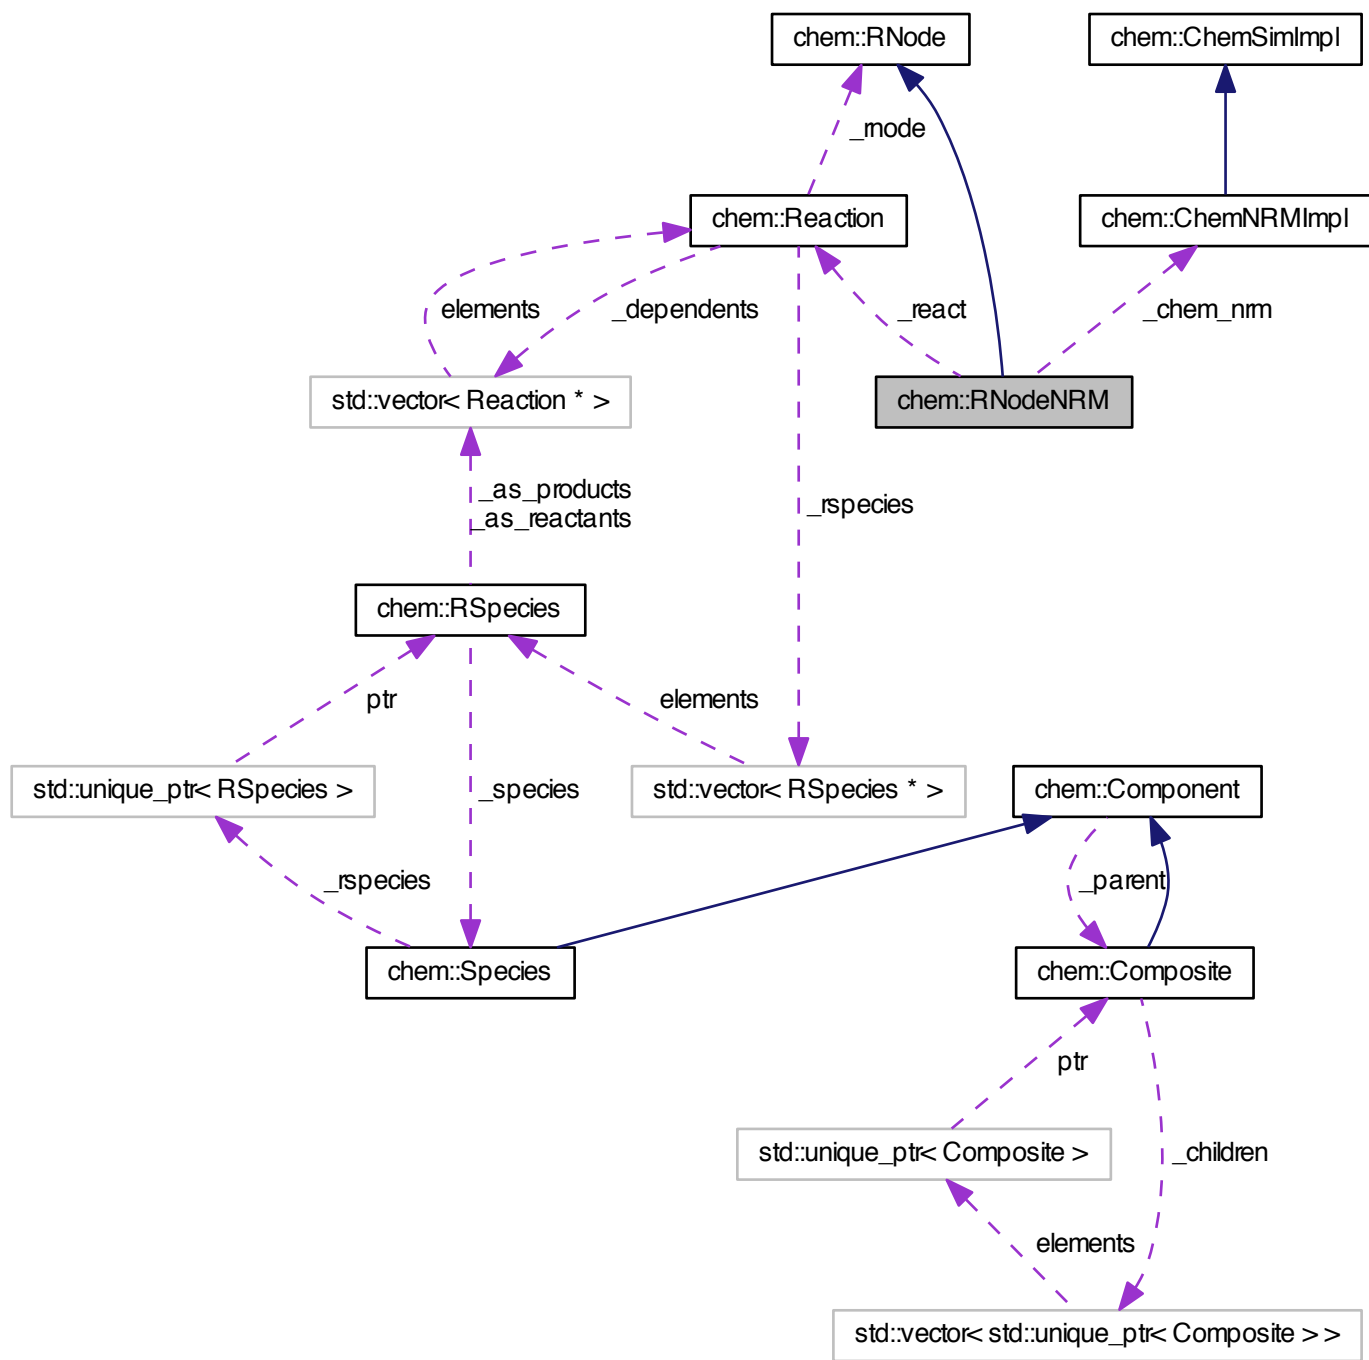 chem::RNode
chem::ChemSimImpl
_rnode
chem::Reaction
chem::ChemNRMImpl
elements
_dependents
_react
_chem_nrm
std::vector< Reaction * >
chem::RNodeNRM
_as_products
_as_reactants
_rspecies
chem::RSpecies
ptr
elements
std::unique_ptr< RSpecies >
_species
std::vector< RSpecies * >
chem::Component
_rspecies
_parent
chem::Species
chem::Composite
ptr
std::unique_ptr< Composite >
_children
elements
std::vector< std::unique_ptr< Composite > >